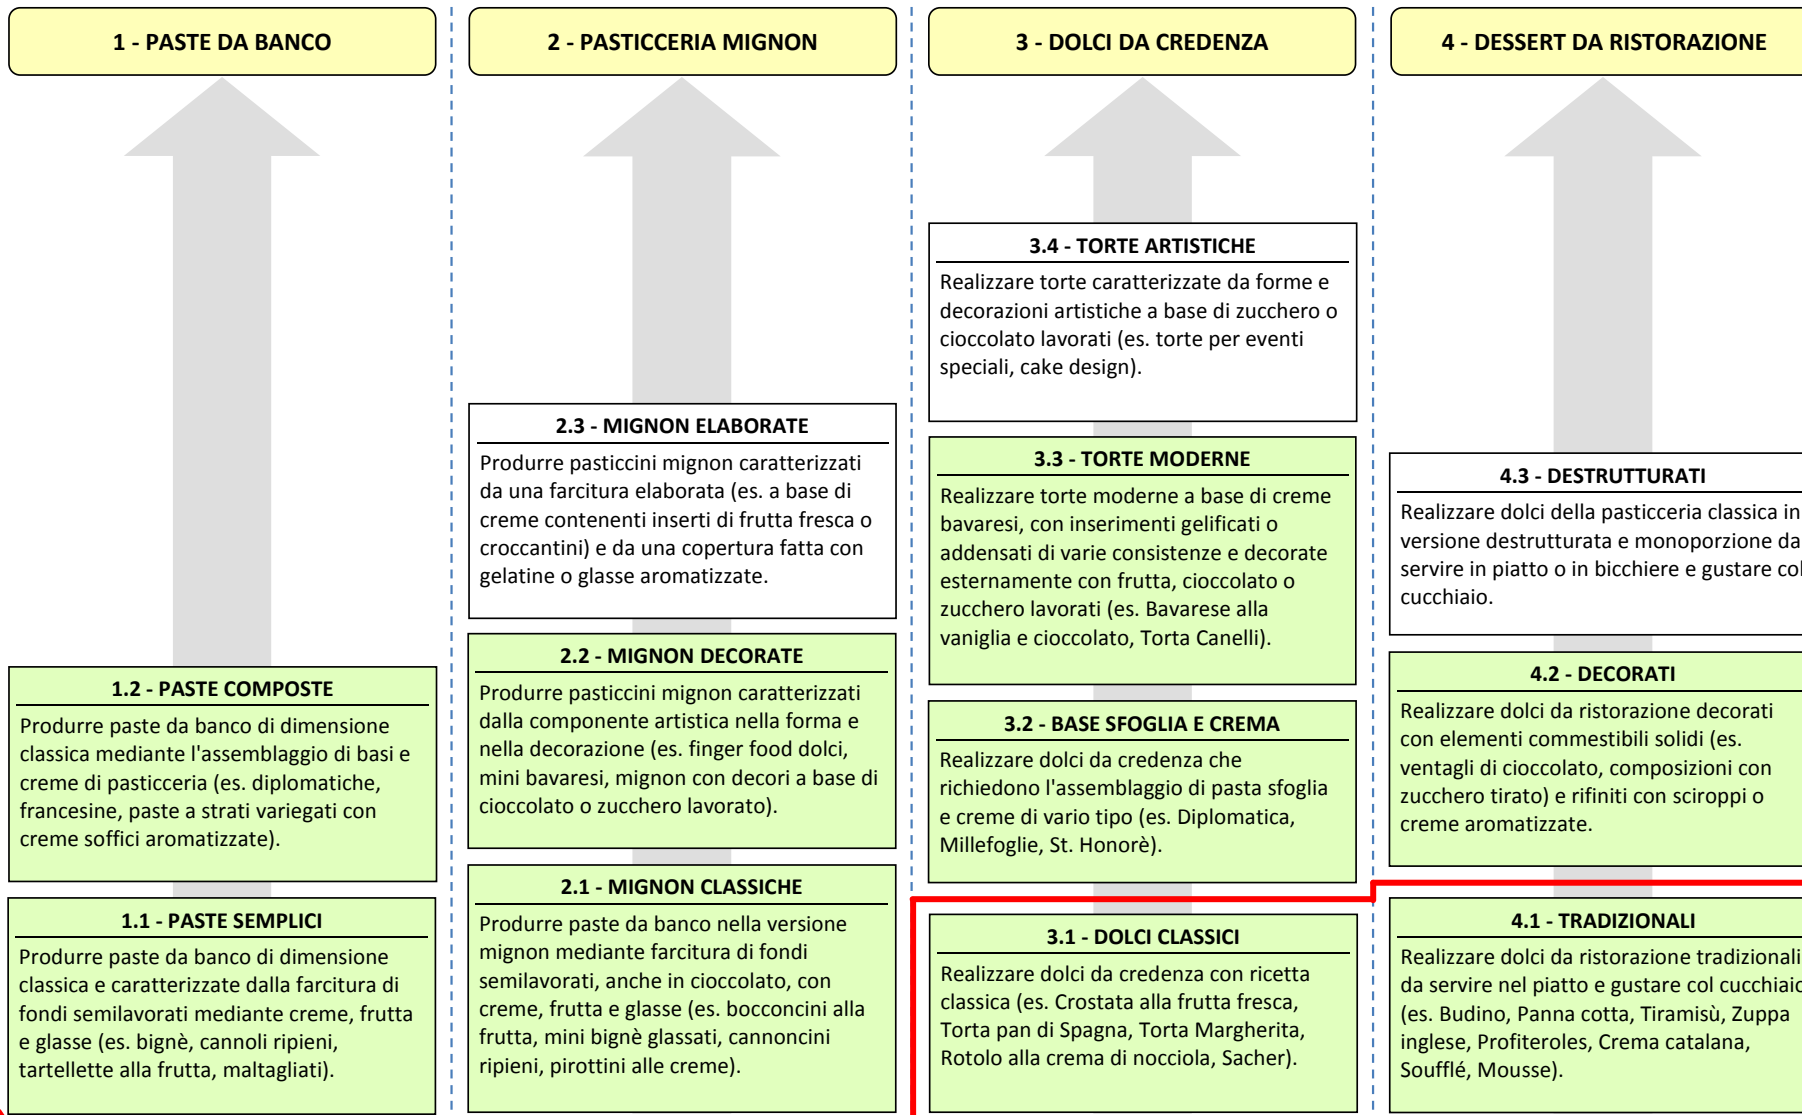 1 - PASTE DA BANCO
1.2 - PASTE COMPOSTE
Produrre paste da banco di dimensione
classica mediante l'assemblaggio di basi e
creme di pasticceria (es. diplomatiche,
francesine, paste a strati variegati con
creme soffici aromatizzate).
1.1 - PASTE SEMPLICI
Produrre paste da banco di dimensione
classica e caratterizzate dalla farcitura di
fondi semilavorati mediante creme, frutta
e glasse (es. bignè, cannoli ripieni,
tartellette alla frutta, maltagliati).
2 - PASTICCERIA MIGNON
2.3 - MIGNON ELABORATE
Produrre pasticcini mignon caratterizzati
da una farcitura elaborata (es. a base di
creme contenenti inserti di frutta fresca o
croccantini) e da una copertura fatta con
gelatine o glasse aromatizzate.
2.2 - MIGNON DECORATE
Produrre pasticcini mignon caratterizzati
dalla componente artistica nella forma e
nella decorazione (es. finger food dolci,
mini bavaresi, mignon con decori a base di
cioccolato o zucchero lavorato).
2.1 - MIGNON CLASSICHE
Produrre paste da banco nella versione
mignon mediante farcitura di fondi
semilavorati, anche in cioccolato, con
creme, frutta e glasse (es. bocconcini alla
frutta, mini bignè glassati, cannoncini
ripieni, pirottini alle creme).
3 - DOLCI DA CREDENZA
3.4 - TORTE ARTISTICHE
Realizzare torte caratterizzate da forme e
decorazioni artistiche a base di zucchero o
cioccolato lavorati (es. torte per eventi
speciali, cake design).
3.3 - TORTE MODERNE
Realizzare torte moderne a base di creme
bavaresi, con inserimenti gelificati o
addensati di varie consistenze e decorate
esternamente con frutta, cioccolato o
zucchero lavorati (es. Bavarese alla
vaniglia e cioccolato, Torta Canelli).
3.2 - BASE SFOGLIA E CREMA
Realizzare dolci da credenza che
richiedono l'assemblaggio di pasta sfoglia
e creme di vario tipo (es. Diplomatica,
Millefoglie, St. Honorè).
3.1 - DOLCI CLASSICI
Realizzare dolci da credenza con ricetta
classica (es. Crostata alla frutta fresca,
Torta pan di Spagna, Torta Margherita,
Rotolo alla crema di nocciola, Sacher).
4 - DESSERT DA RISTORAZIONE
4.3 - DESTRUTTURATI
Realizzare dolci della pasticceria classica in
versione destrutturata e monoporzione da
servire in piatto o in bicchiere e gustare col
cucchiaio.
4.2 - DECORATI
Realizzare dolci da ristorazione decorati
con elementi commestibili solidi (es.
ventagli di cioccolato, composizioni con
zucchero tirato) e rifiniti con sciroppi o
creme aromatizzate.
4.1 - TRADIZIONALI
Realizzare dolci da ristorazione tradizionali
da servire nel piatto e gustare col cucchiaio
(es. Budino, Panna cotta, Tiramisù, Zuppa
inglese, Profiteroles, Crema catalana,
Soufflé, Mousse).